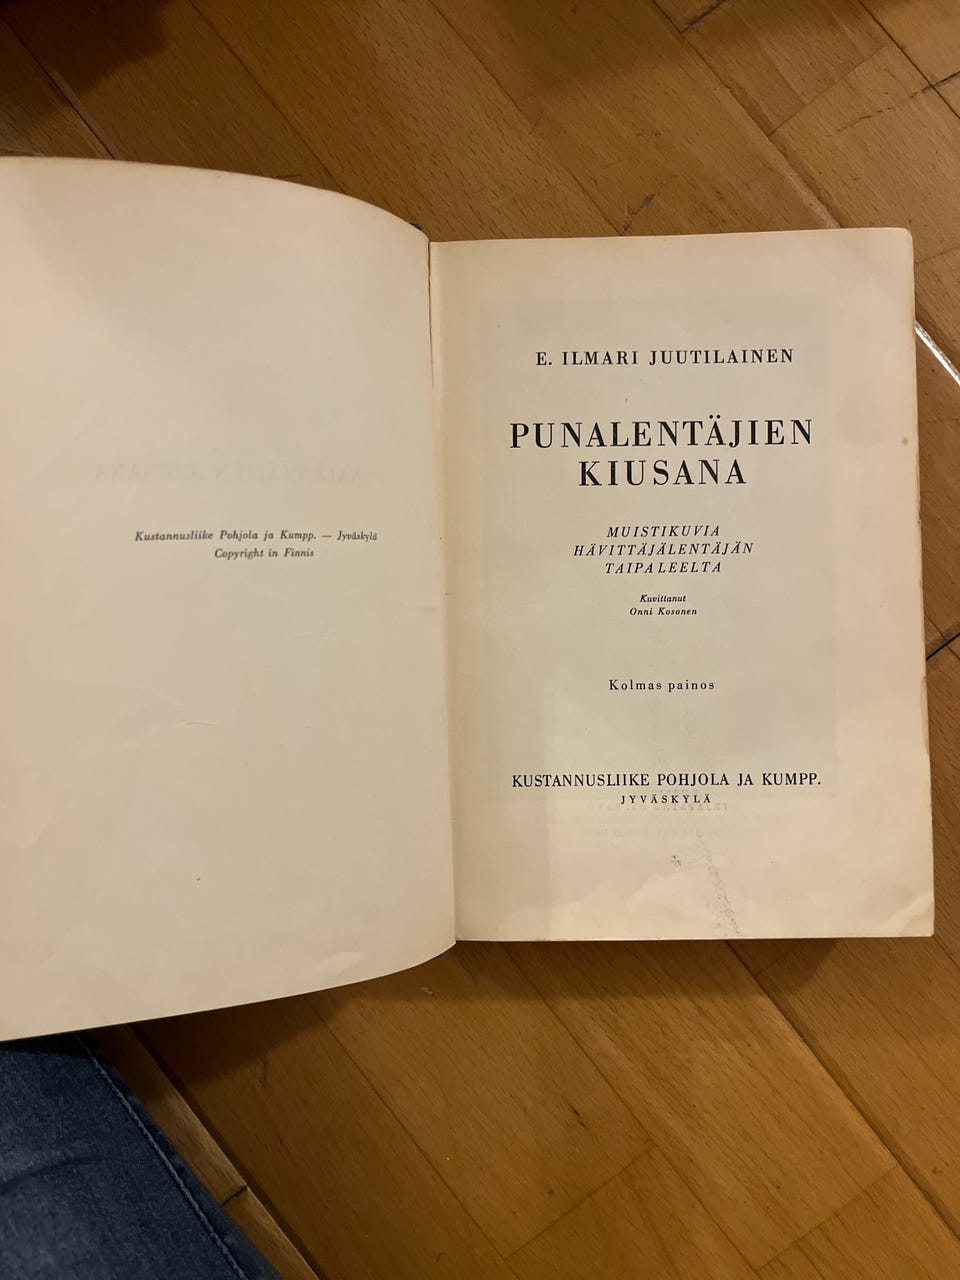 Kustannusliike Pohjola ja Kumpp. — Jyväskylä
Copyright in Finnis
E. ILMARI JUUTILAINEN
PUNALENTÄJIEN
KIUSANA
MUISTIKUVIA
HÄVITTÄJÄLENTÄJÄN
TAIPALEELTA
Kuvittanut
Onni Kosonen
Kolmas painos
KUSTANNUSLIIKE POHJOLA JA KUMPP.
JYVÄSKYLÄ